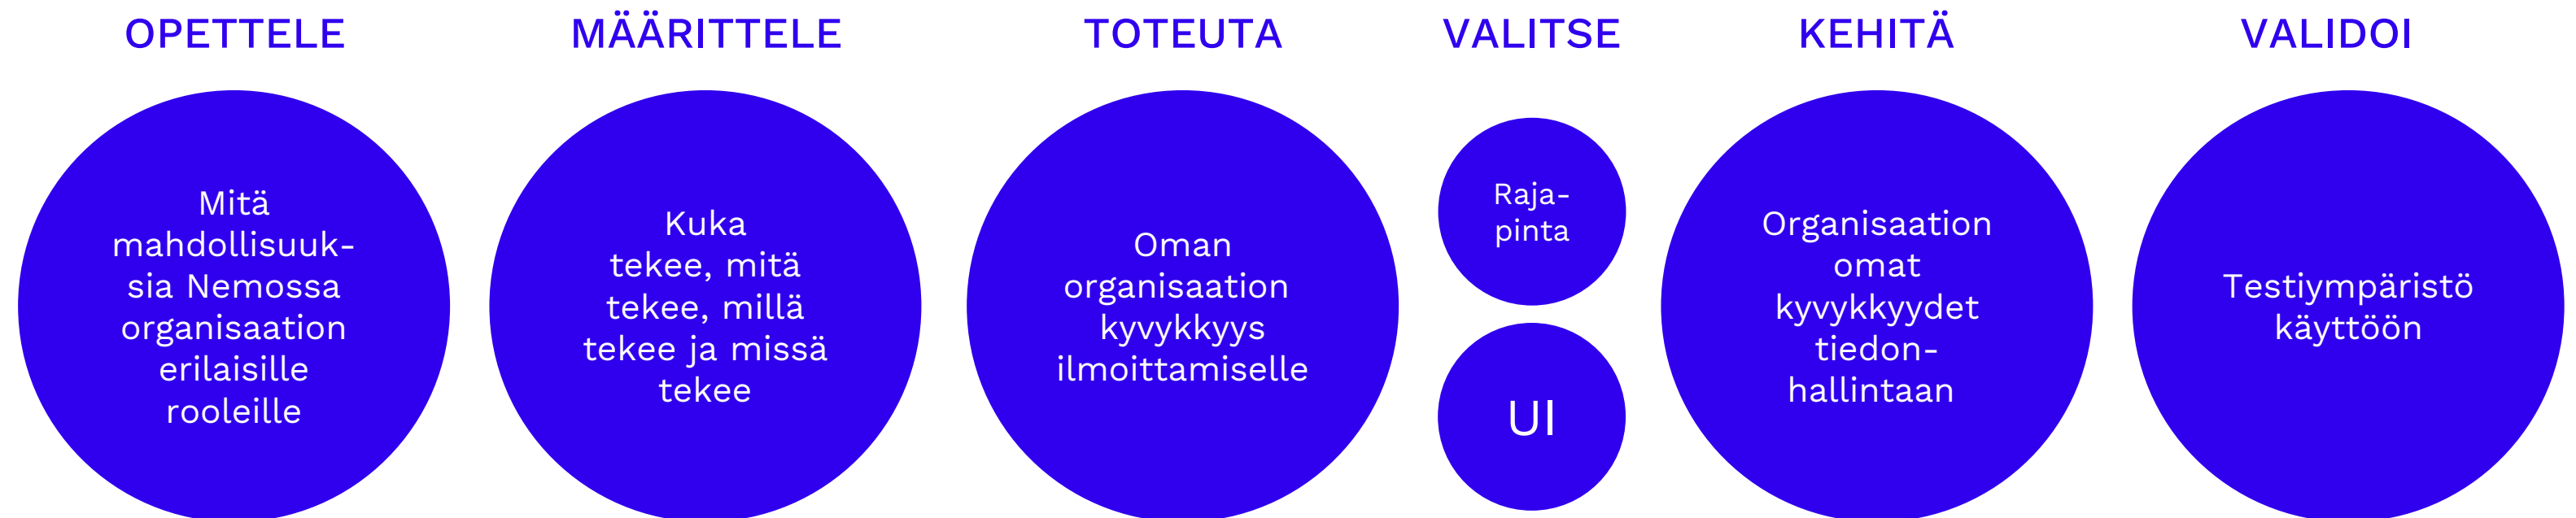 OPETTELE
MÄÄRITTELE
TOTEUTA
VALITSE
KEHITÄ
VALIDOI
Mitä
mahdollisuuk-
sia Nemossa
organisaation
erilaisille
rooleille
Kuka
tekee, mitä
tekee, millä
tekee ja missä
tekee
Oman
organisaation
kyvykkyys
ilmoittamiselle
Raja-
pinta
UI
Organisaation
omat
kyvykkyydet
tiedon-
hallintaan
Testiympäristö
käyttöön